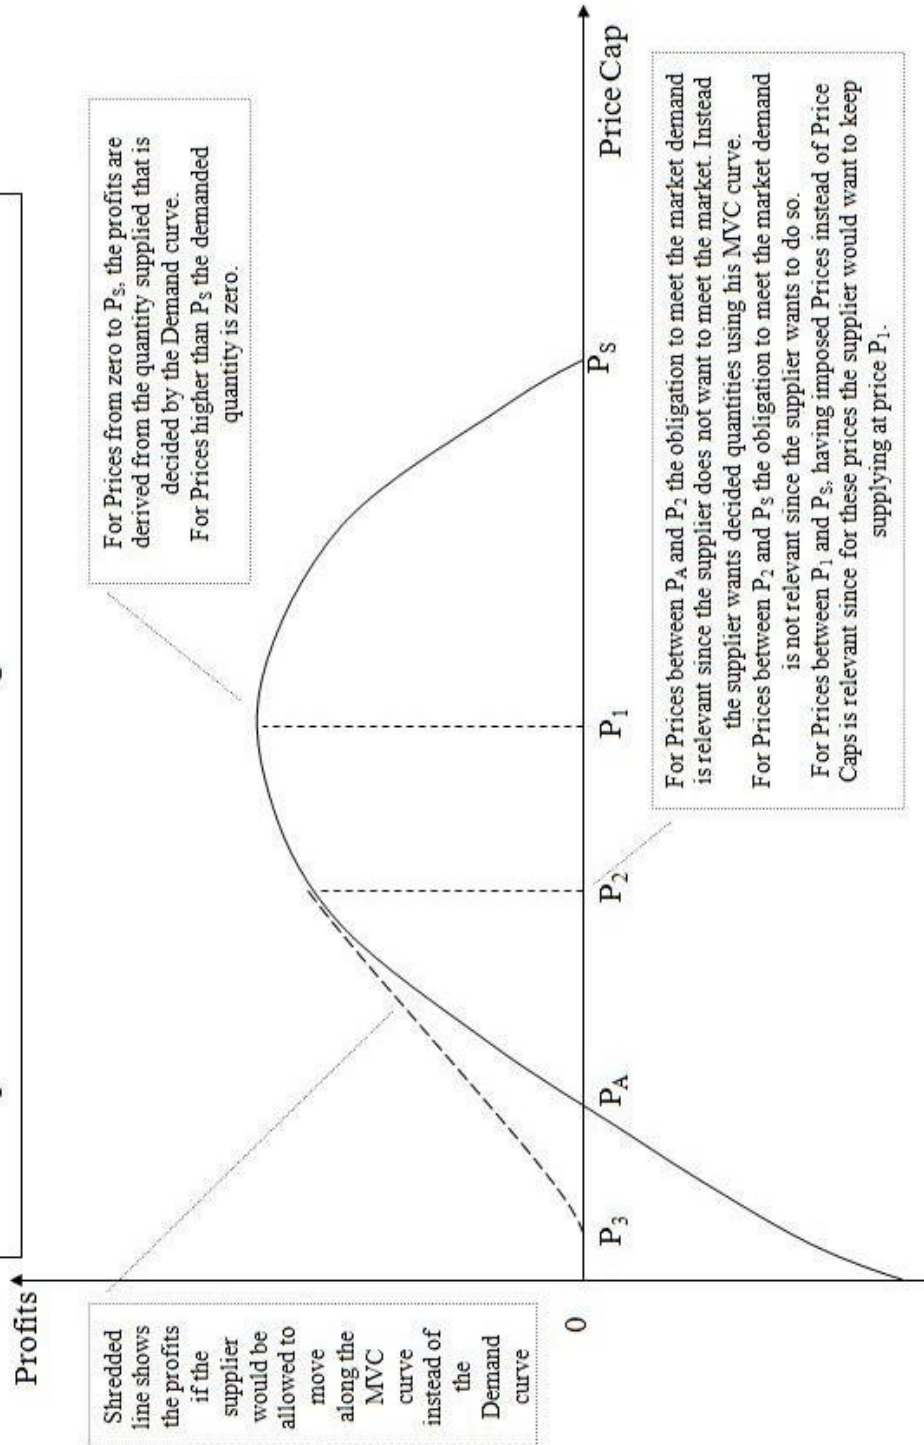 Profits
For Prices from zero to PS, the profits are
derived from the quantity supplied that is
decided by the Demand curve.
For Prices higher than PS the demanded
quantity is zero.
Shredded
line shows
the profits
if the
supplier
would be
allowed to
move
along the
MVC
curve
instead of
the
Demand
curve
0
P3
PA
P2
P1
PS
Price Cap
For Prices between PA and P2 the obligation to meet the market demand
is relevant since the supplier does not want to meet the market. Instead
the supplier wants decided quantities using his MVC curve.
For Prices between P2 and PS the obligation to meet the market demand
is not relevant since the supplier wants to do so.
For Prices between P1 and PS, having imposed Prices instead of Price
Caps is relevant since for these prices the supplier would want to keep
supplying at price P1.